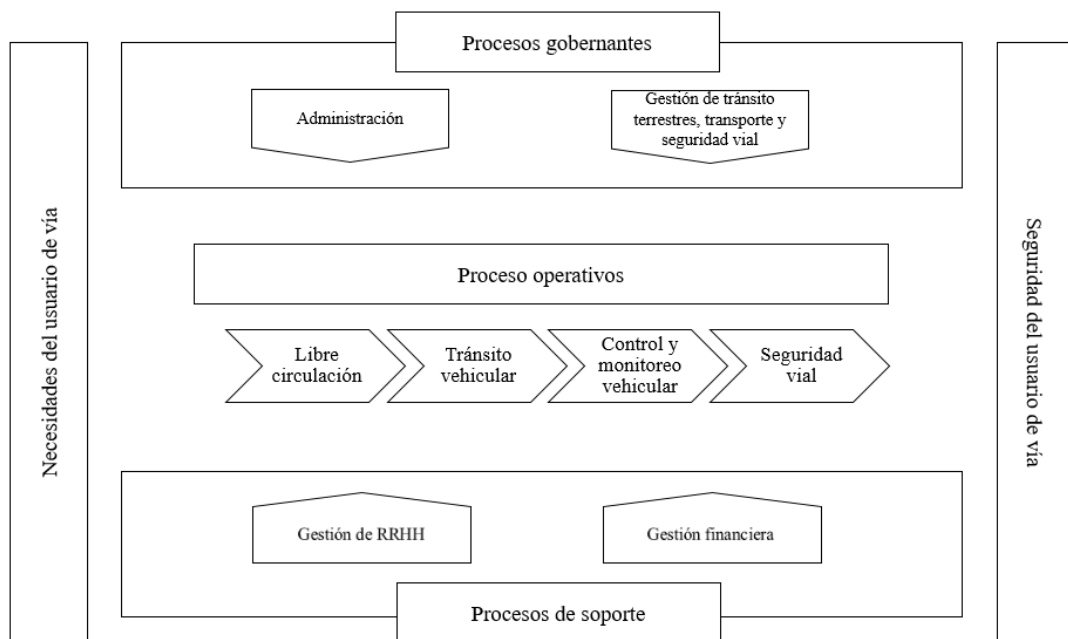 Procesos gobernantes
Administración
Gestión de tránsito
terrestres, transporte y
seguridad vial
Necesidades del usuario de vía
Seguridad del usuario de vía
Proceso operativos
Libre
circulación
Tránsito
vehicular
Control y
monitoreo
vehicular
Seguridad
vial
Gestión de RRHH
Gestión financiera
Procesos de soporte